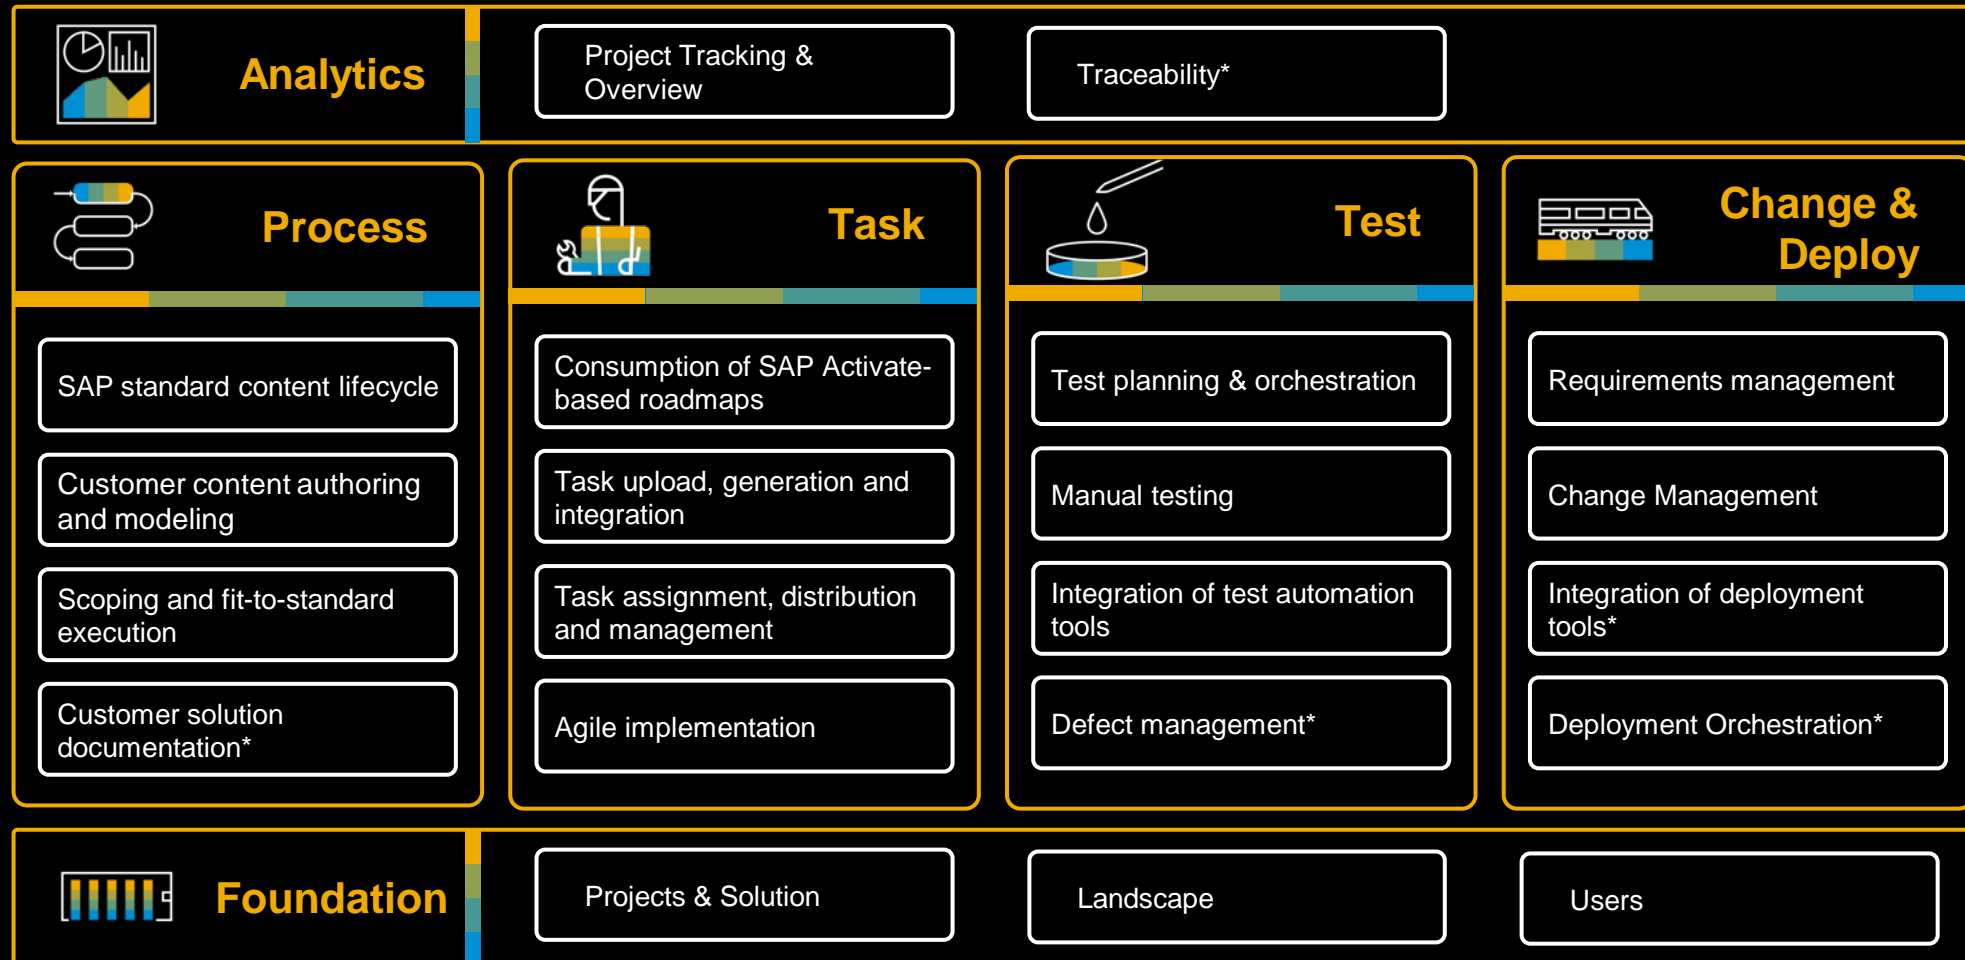 Analytics
Project Tracking &
Overview
Traceability*
Process
SAP standard content lifecycle
Customer content authoring
and modeling
Scoping and fit-to-standard
execution
Customer solution
documentation*
Task
Consumption of SAP Activate-
based roadmaps
Task upload, generation and
integration
Task assignment, distribution
and management
Agile implementation
Test
Test planning & orchestration
Manual testing
Integration of test automation
tools
Defect management*
Change &
Deploy
Requirements management
Change Management
Integration of deployment
tools*
Deployment Orchestration*
Foundation
Projects & Solution
Landscape
Users